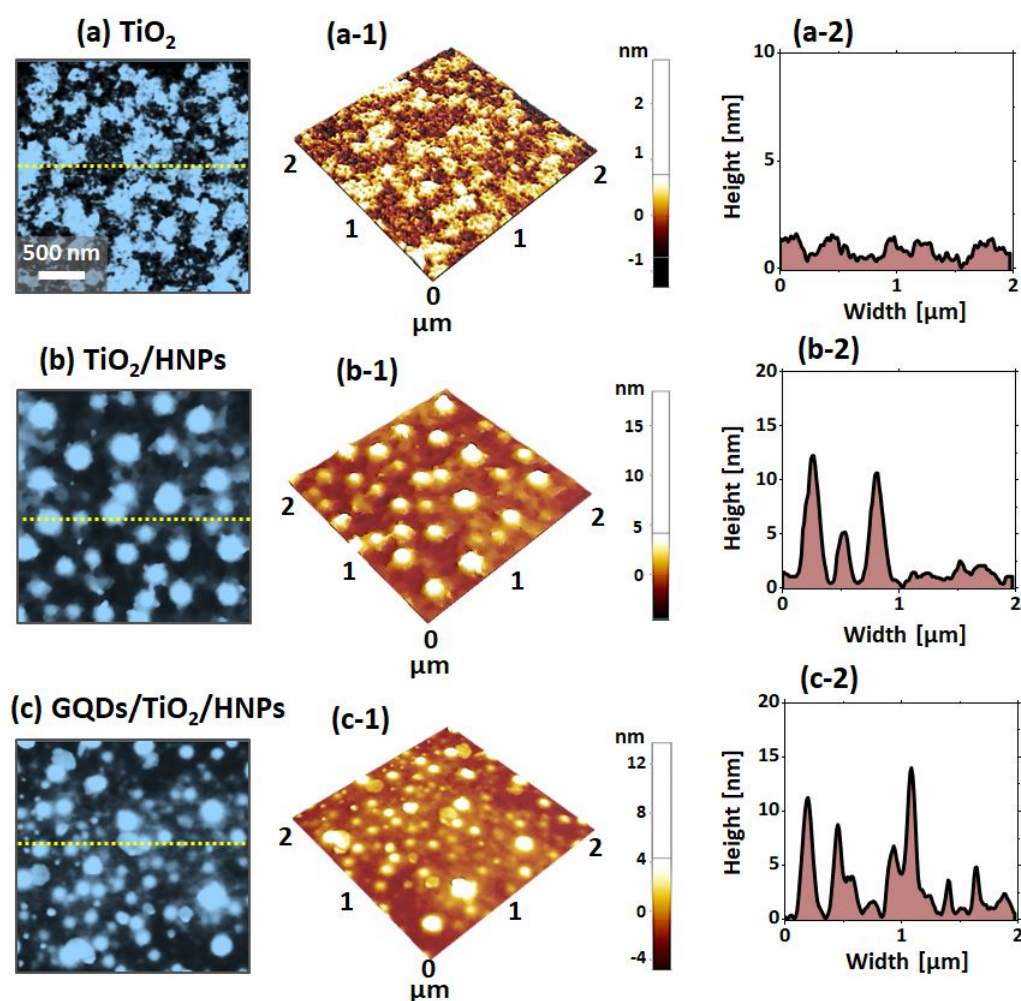 (a) TiO₂
500 nm
(a-1)
2
1
0
μm
1
2
nm
2
1
0
-1
(a-2)
Height [nm]
10
5
0
0 1 2
Width [μm]
(b) TiO₂/HNPs
(b-1)
2
1
0
μm
1
2
nm
15
10
5
0
(b-2)
Height [nm]
20
15
10
5
0
0 1 2
Width [μm]
(c) GQDs/TiO₂/HNPs
(c-1)
2
1
0
μm
1
2
nm
12
8
4
0
-4
(c-2)
Height [nm]
20
15
10
5
0
0 1 2
Width [μm]